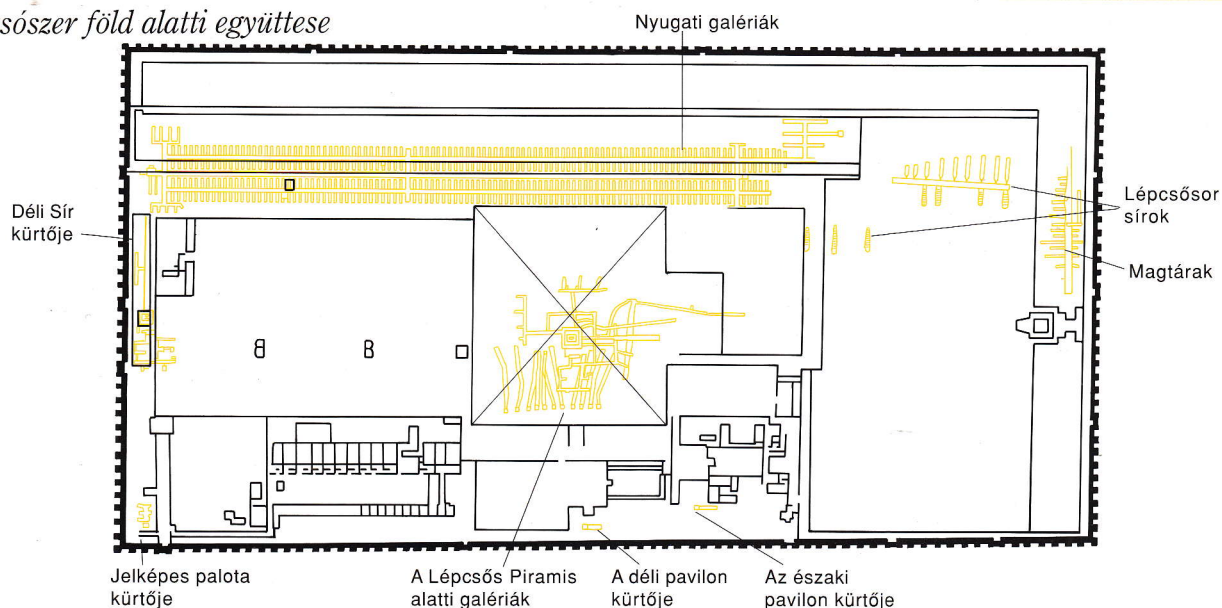 sószer föld alatti együttese
Nyugati galériák
Déli Sír
kürtője
Lépcsősor
sírok
Magtárak
Jelképes palota
kürtője
A Lépcsős Piramis
alatti galériák
A déli pavilon
kürtője
Az északi
pavilon kürtője